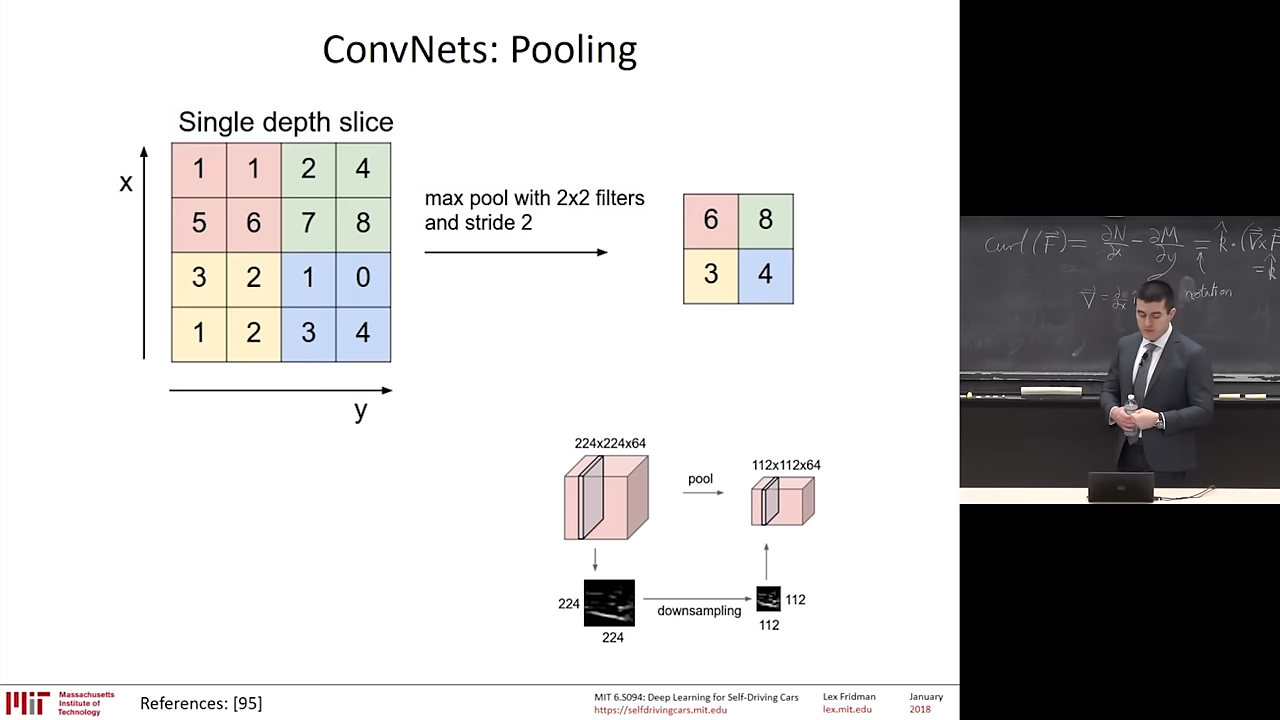 ConvNets: Pooling
Single depth slice
x
1 1 2 4
5 6 7 8
3 2 1 0
1 2 3 4
y
max pool with 2x2 filters
and stride 2
6 8
3 4
224x224x64
pool
112x112x64
224
224
downsampling
112
112
MIT
Massachusetts
Institute of
Technology
References: [95]
MIT 6.S094: Deep Learning for Self-Driving Cars
https://selfdrivingcars.mit.edu
Lex Fridman
lex.mit.edu
January
2018
curl (F⃗) = ∂N/∂x - ∂M/∂y = k̂ · (∇⃗x F⃗
= k̂
notation